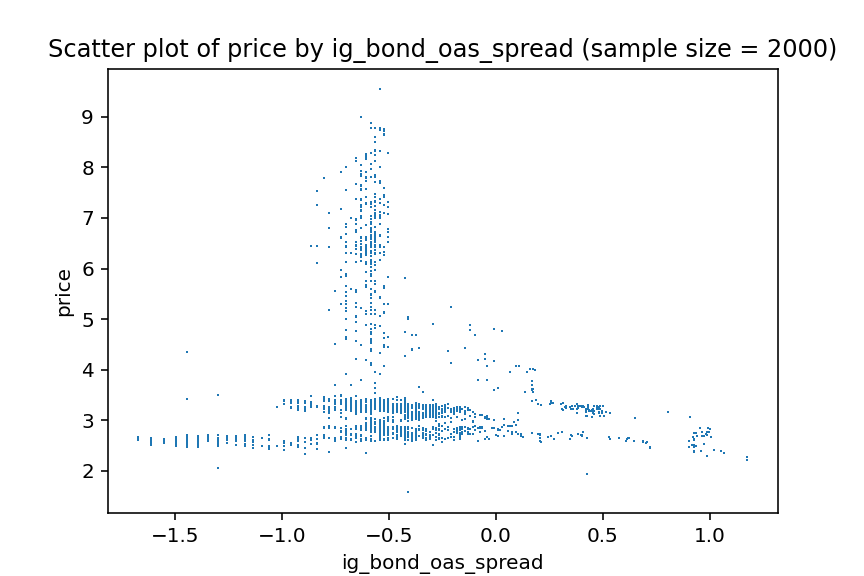 Scatter plot of price by ig_bond_oas_spread (sample size = 2000)
9
8
7
6
5
4
3
2
price
−1.5 −1.0 −0.5 0.0 0.5 1.0
ig_bond_oas_spread